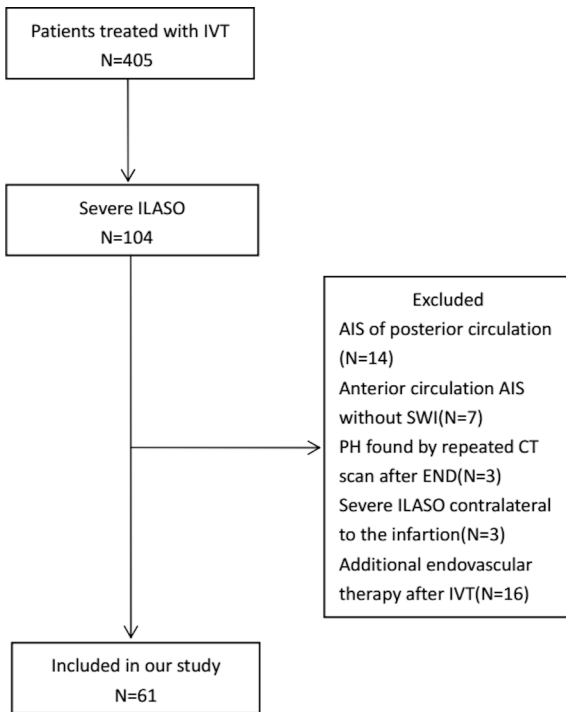 Patients treated with IVT
N=405
Severe ILASO
N=104
Excluded
AIS of posterior circulation
(N=14)
Anterior circulation AIS
without SWI(N=7)
PH found by repeated CT
scan after END(N=3)
Severe ILASO contralateral
to the infartion(N=3)
Additional endovascular
therapy after IVT(N=16)
Included in our study
N=61